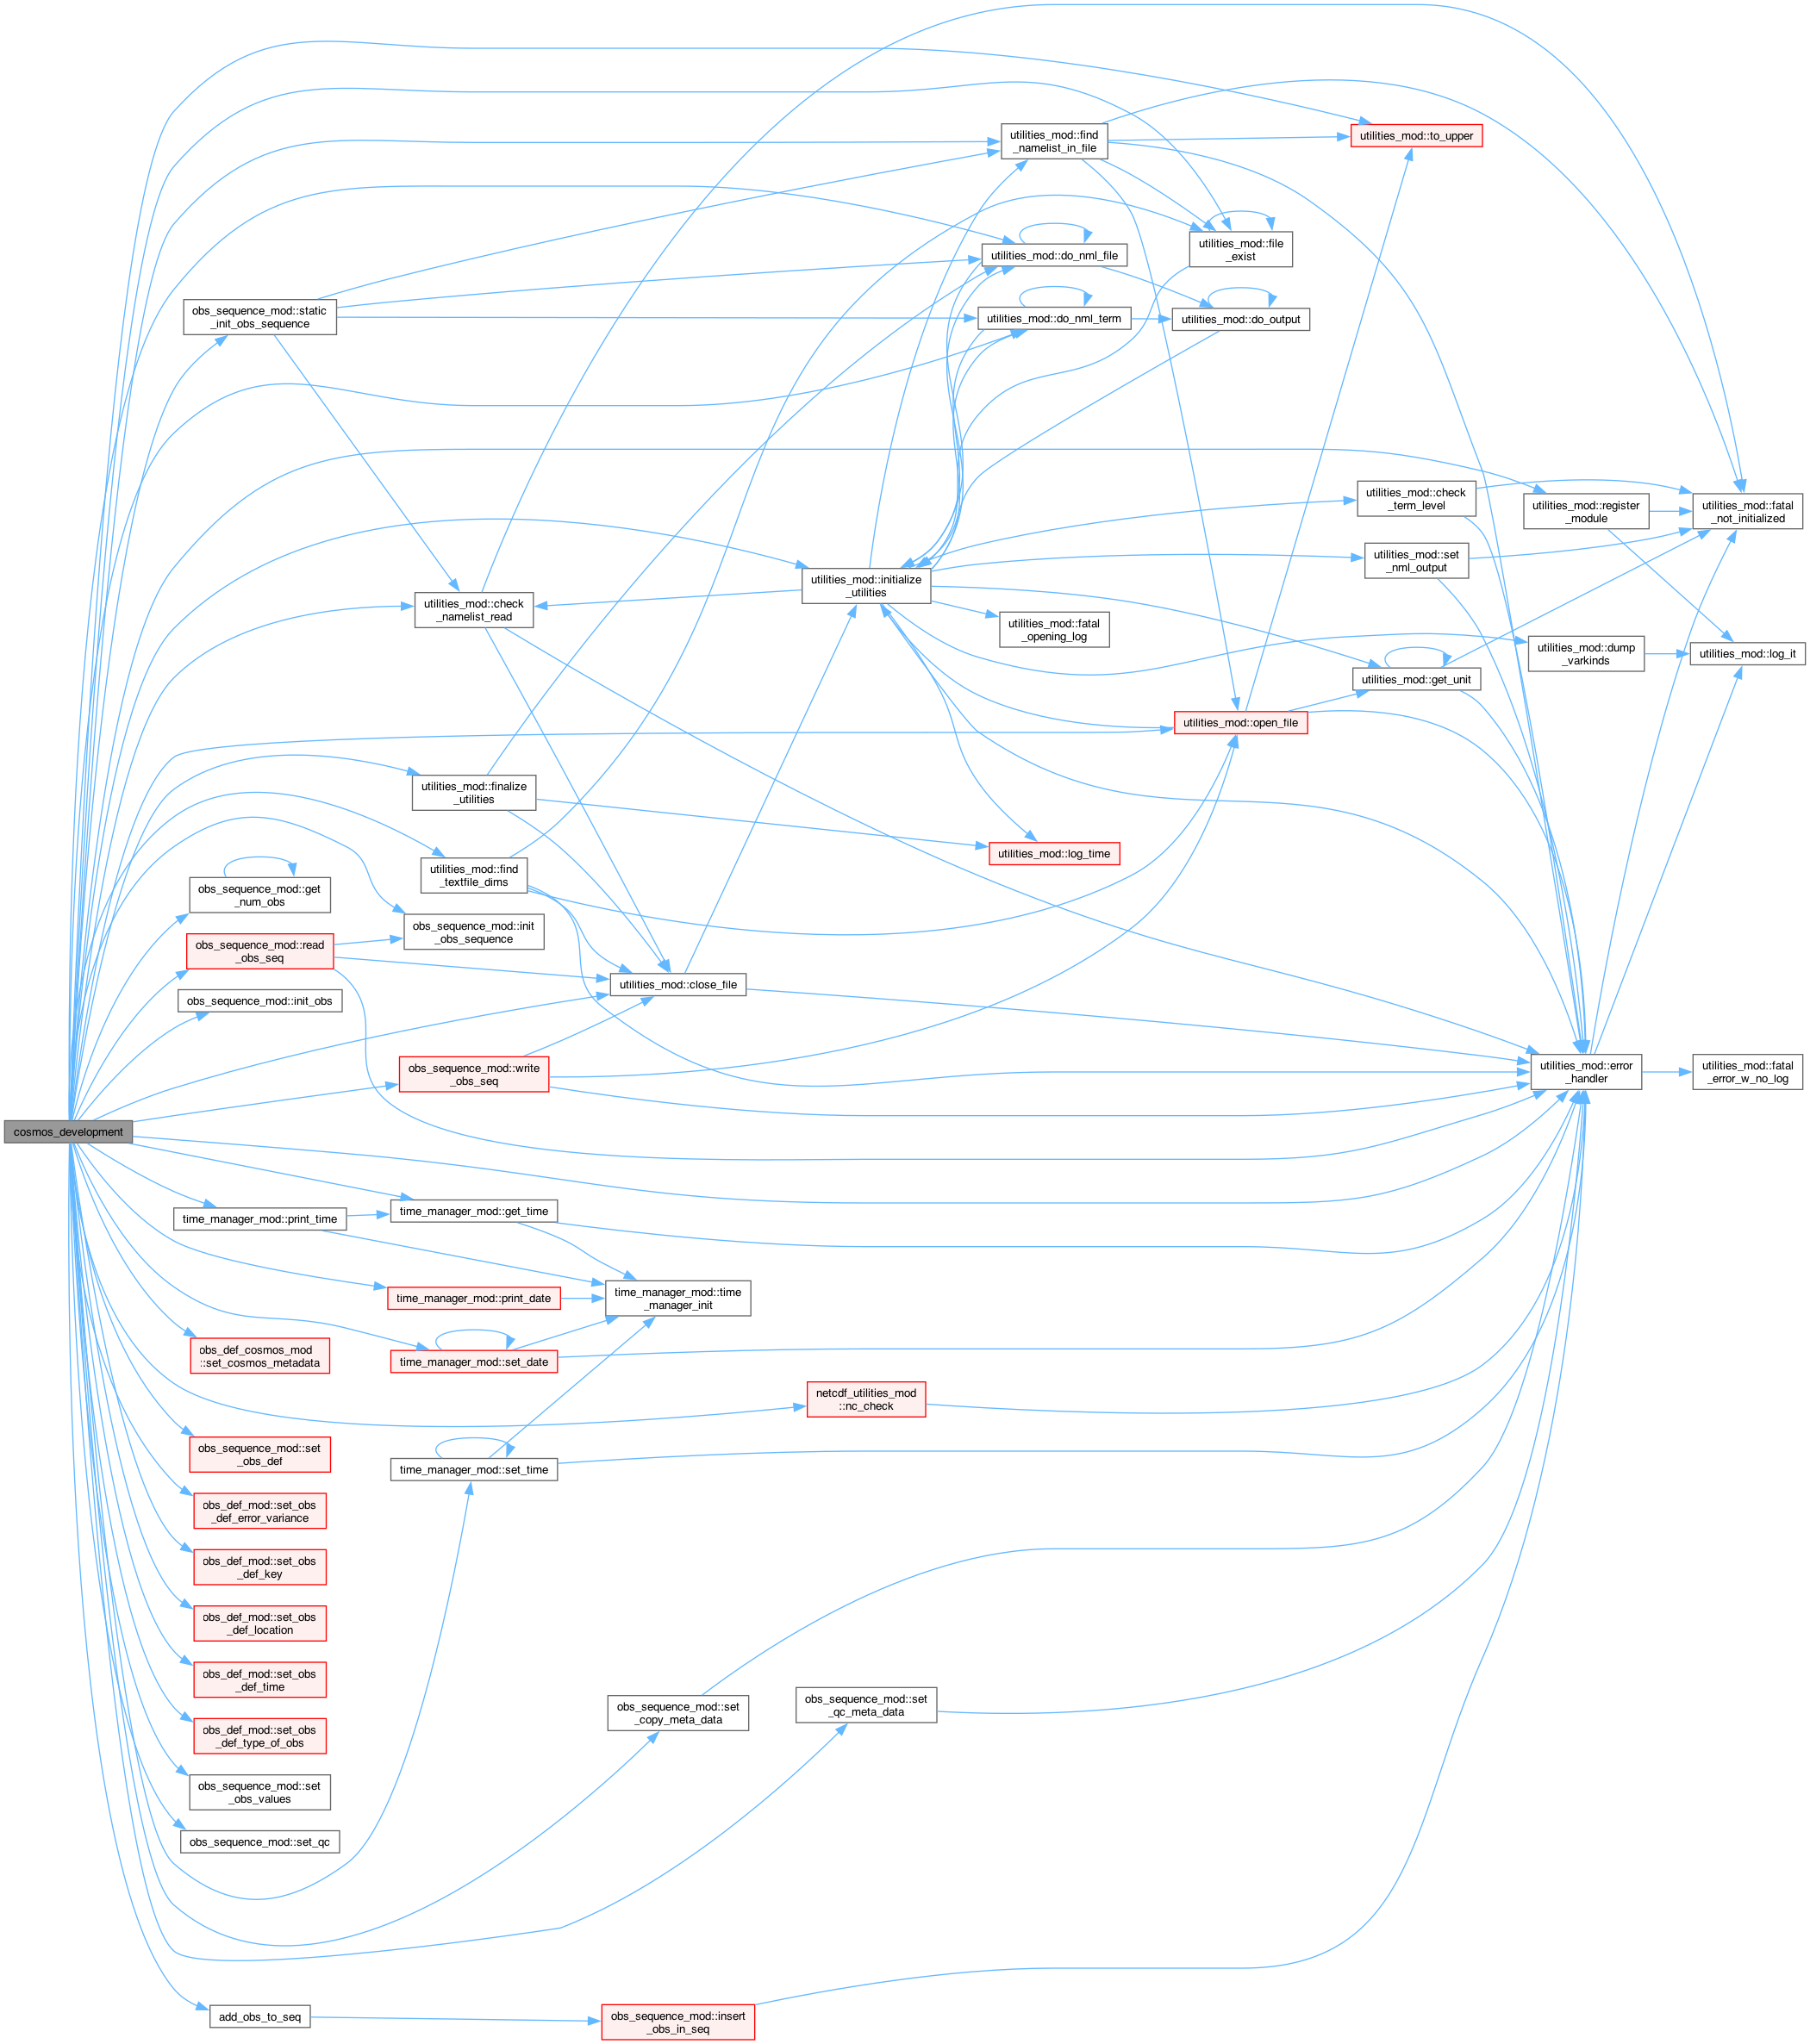 utilities_mod::find
_namelist_in_file
utilities_mod::to_upper
utilities_mod::file
_exist
utilities_mod::do_nml_file
obs_sequence_mod::static
_init_obs_sequence
utilities_mod::do_nml_term
utilities_mod::do_output
utilities_mod::check
_term_level
utilities_mod::register
_module
utilities_mod::fatal
_not_initialized
utilities_mod::set
_nml_output
utilities_mod::initialize
_utilities
utilities_mod::check
_namelist_read
utilities_mod::fatal
_opening_log
utilities_mod::dump
_varkinds
utilities_mod::log_it
utilities_mod::get_unit
utilities_mod::open_file
utilities_mod::finalize
_utilities
utilities_mod::log_time
utilities_mod::find
_textfile_dims
obs_sequence_mod::get
_num_obs
obs_sequence_mod::init
_obs_sequence
obs_sequence_mod::read
_obs_seq
utilities_mod::close_file
obs_sequence_mod::init_obs
obs_sequence_mod::write
_obs_seq
utilities_mod::error
_handler
utilities_mod::fatal
_error_w_no_log
cosmos_development
time_manager_mod::print_time
time_manager_mod::get_time
time_manager_mod::print_date
time_manager_mod::time
_manager_init
obs_def_cosmos_mod
::set_cosmos_metadata
time_manager_mod::set_date
netcdf_utilities_mod
::nc_check
obs_sequence_mod::set
_obs_def
time_manager_mod::set_time
obs_def_mod::set_obs
_def_error_variance
obs_def_mod::set_obs
_def_key
obs_def_mod::set_obs
_def_location
obs_def_mod::set_obs
_def_time
obs_sequence_mod::set
_copy_meta_data
obs_sequence_mod::set
_qc_meta_data
obs_def_mod::set_obs
_def_type_of_obs
obs_sequence_mod::set
_obs_values
obs_sequence_mod::set_qc
add_obs_to_seq
obs_sequence_mod::insert
_obs_in_seq